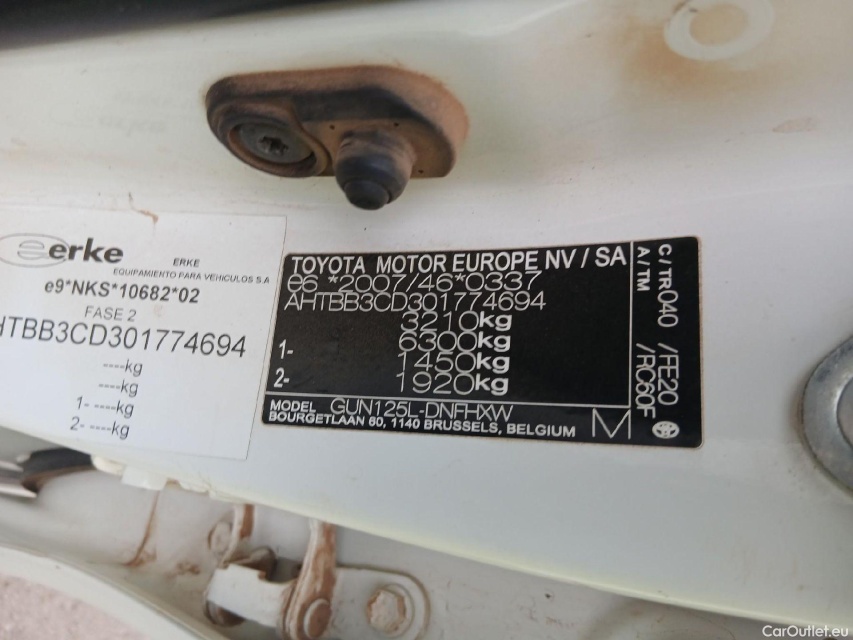 erke
ERKE
EQUIPAMIENTO PARA VEHICULOS S.A
e9*NKS*10682*02
FASE 2
HTBB3CD301774694
----kg
----kg
1- ----kg
2- ----kg
TOYOTA MOTOR EUROPE NV / SA
e6 *2007/46*0337
AHTBB3CD301774694
3210kg
6300kg
1- 1450kg
2- 1920kg
MODEL GUN125L-DNFHXW
BOURGETLAAN 60, 1140 BRUSSELS, BELGIUM
M
C/TR040 /FE20
A/TM /RC60F
CarOutlet.eu